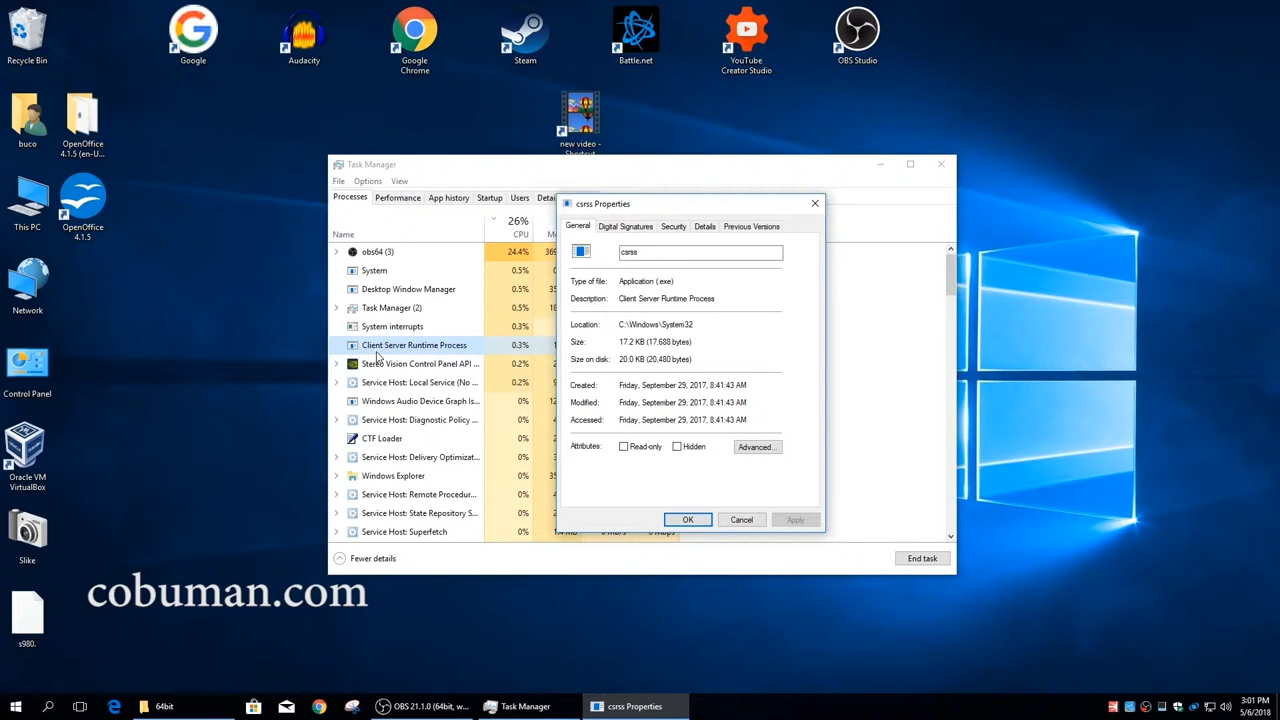 Recycle Bin
Google
Audacity
Google
Chrome
Steam
Battle.net
YouTube
Creator Studio
OBS Studio
buco
OpenOffice
4.1.5 (en-U...
new video -
Shortcut
This PC
OpenOffice
4.1.5
Network
Control Panel
Oracle VM
VirtualBox
Slike
s980.
Task Manager
File Options View
Processes Performance App history Startup Users Detai
26%
Name CPU M
obs64 (3) 24.4% 369
System 0.5%
Desktop Window Manager 0.5% 35
Task Manager (2) 0.5% 18
System interrupts 0.3%
Client Server Runtime Process 0.3% 1
Stereo Vision Control Panel API ... 0.2%
Service Host: Local Service (No ... 0.2%
Windows Audio Device Graph Is... 0% 12
Service Host: Diagnostic Policy ... 0%
CTF Loader 0%
Service Host: Delivery Optimizat... 0%
Windows Explorer 0% 35
Service Host: Remote Procedur... 0%
Service Host: State Repository S... 0%
Service Host: Superfetch 0%
Fewer details
End task
csrss Properties
General Digital Signatures Security Details Previous Versions
csrss
Type of file: Application (.exe)
Description: Client Server Runtime Process
Location: C:\Windows\System32
Size: 17.2 KB (17,688 bytes)
Size on disk: 20.0 KB (20,480 bytes)
Created: Friday, September 29, 2017, 8:41:43 AM
Modified: Friday, September 29, 2017, 8:41:43 AM
Accessed: Friday, September 29, 2017, 8:41:43 AM
Attributes: Read-only Hidden Advanced...
OK Cancel Apply
cobuman.com
64bit
OBS 21.1.0 (64bit, w...
Task Manager
csrss Properties
3:01 PM
5/6/2018